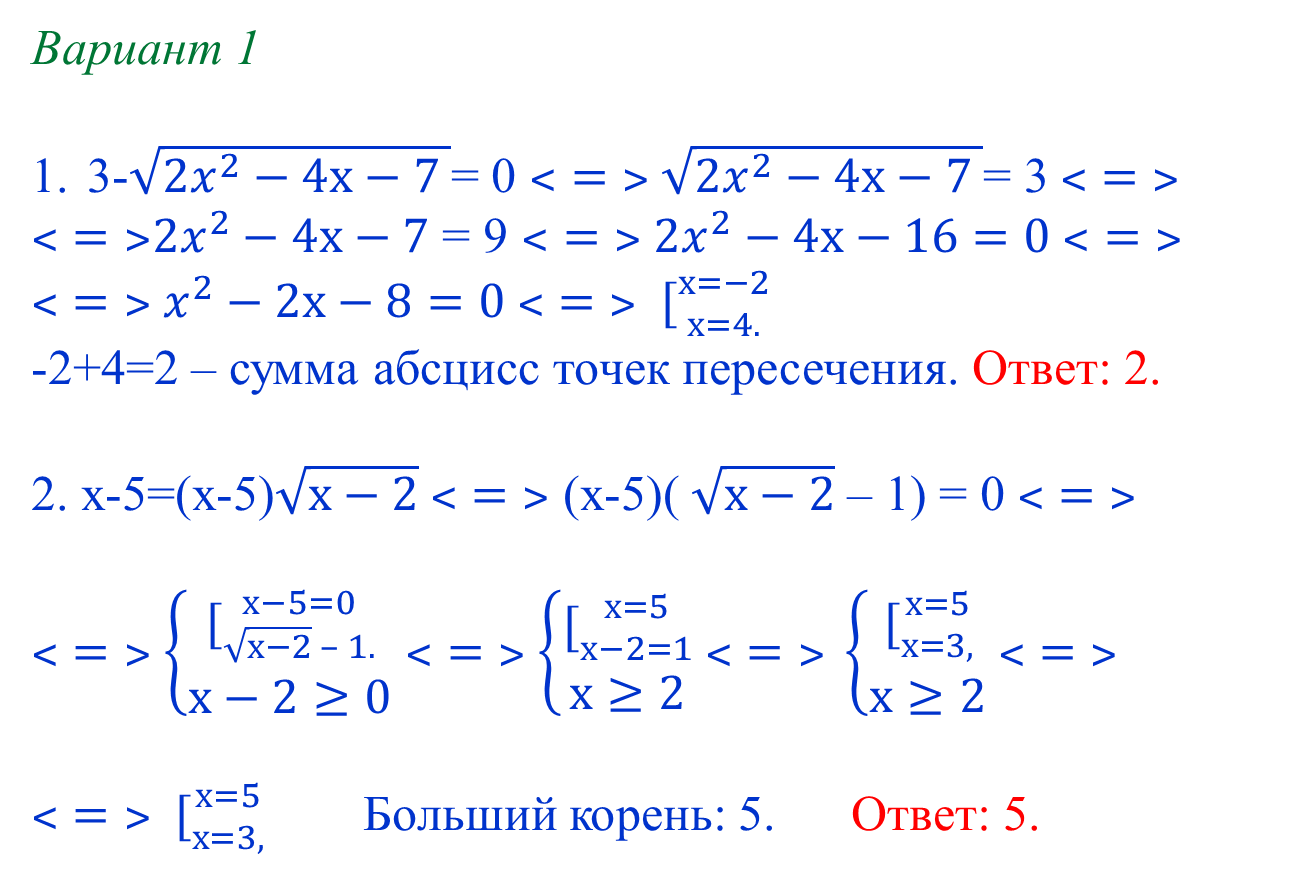 Вариант 1
1. 3-√(2x² − 4x − 7) = 0 < = > √(2x² − 4x − 7) = 3 < = >
< = >2x² − 4x − 7 = 9 < = > 2x² − 4x − 16 = 0 < = >
< = > x² − 2x − 8 = 0 < = > [x=−2 x=4.
-2+4=2 – сумма абсцисс точек пересечения. Ответ: 2.
2. x-5=(x-5)√(x − 2) < = > (x-5)( √(x − 2) – 1) = 0 < = >
< = > { [x−5=0 √(x−2) – 1. x − 2 ≥ 0 < = > { [x=5 x−2=1 x ≥ 2 < = > { [x=5 x=3, x ≥ 2 < = >
< = > [x=5 x=3, Больший корень: 5. Ответ: 5.